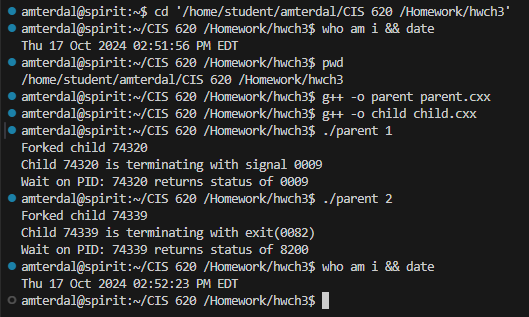 amterdal@spirit:~$ cd '/home/student/amterdal/CIS 620 /Homework/hwch3'
amterdal@spirit:~/CIS 620 /Homework/hwch3$ who am i && date
Thu 17 Oct 2024 02:51:56 PM EDT
amterdal@spirit:~/CIS 620 /Homework/hwch3$ pwd
/home/student/amterdal/CIS 620 /Homework/hwch3
amterdal@spirit:~/CIS 620 /Homework/hwch3$ g++ -o parent parent.cxx
amterdal@spirit:~/CIS 620 /Homework/hwch3$ g++ -o child child.cxx
amterdal@spirit:~/CIS 620 /Homework/hwch3$ ./parent 1
Forked child 74320
Child 74320 is terminating with signal 0009
Wait on PID: 74320 returns status of 0009
amterdal@spirit:~/CIS 620 /Homework/hwch3$ ./parent 2
Forked child 74339
Child 74339 is terminating with exit(0082)
Wait on PID: 74339 returns status of 8200
amterdal@spirit:~/CIS 620 /Homework/hwch3$ who am i && date
Thu 17 Oct 2024 02:52:23 PM EDT
amterdal@spirit:~/CIS 620 /Homework/hwch3$